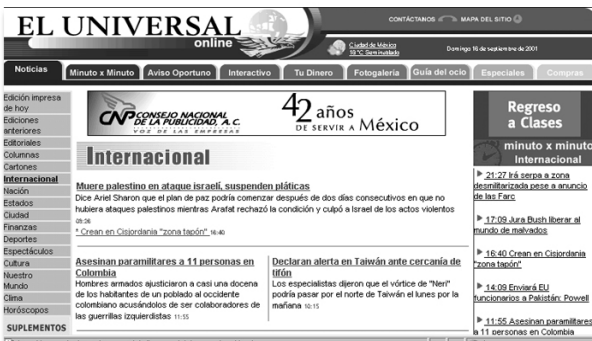 EL UNIVERSAL
online
CONTÁCTANOS
MAPA DEL SITIO
Ciudad de México
19°C Seminublado
Domingo 16 de septiembre de 2001
Noticias
Minuto x Minuto
Aviso Oportuno
Interactivo
Tu Dinero
Fotogalería
Guía del ocio
Especiales
Compras
Edición impresa
de hoy
Ediciones
anteriores
Editoriales
Columnas
Cartones
Internacional
Nación
Estados
Ciudad
Finanzas
Deportes
Espectáculos
Cultura
Nuestro
Mundo
Clima
Horóscopos
SUPLEMENTOS
CNP CONSEJO NACIONAL
DE LA PUBLICIDAD, A. C.
VOZ DE LAS EMPRESAS
42 años
DE SERVIR A México
Internacional
Muere palestino en ataque israelí, suspenden pláticas
Dice Ariel Sharon que el plan de paz podría comenzar después de dos días consecutivos en que no
hubiera ataques palestinos mientras Arafat rechazó la condición y culpó a Israel de los actos violentos
* Crean en Cisjordania "zona tapón" 16:40
Asesinan paramilitares a 11 personas en
Colombia
Hombres armados ajusticiaron a casi una docena
de los habitantes de un poblado al occidente
colombiano acusándolos de ser colaboradores de
las guerrillas izquierdistas 11:55
Declaran alerta en Taiwán ante cercanía de
tifón
Los especialistas dijeron que el vórtice de "Neri"
podría pasar por el norte de Taiwán el lunes por la
mañana 10:15
Regreso
a Clases
minuto x minuto
Internacional
21:27 Irá serpa a zona
desmilitarizada pese a anuncio
de las Farc
17:09 Jura Bush liberar al
mundo de malvados
16:40 Crean en Cisjordania
"zona tapón"
14:09 Enviará EU
funcionarios a Pakistán: Powell
11:55 Asesinan paramilitares
a 11 personas en Colombia